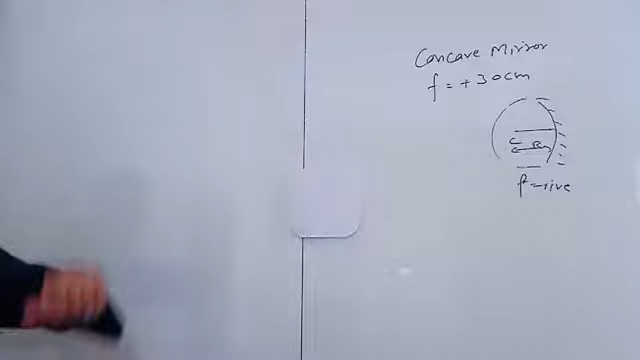 Concave Mirror
f = +30cm
C
f = +ive